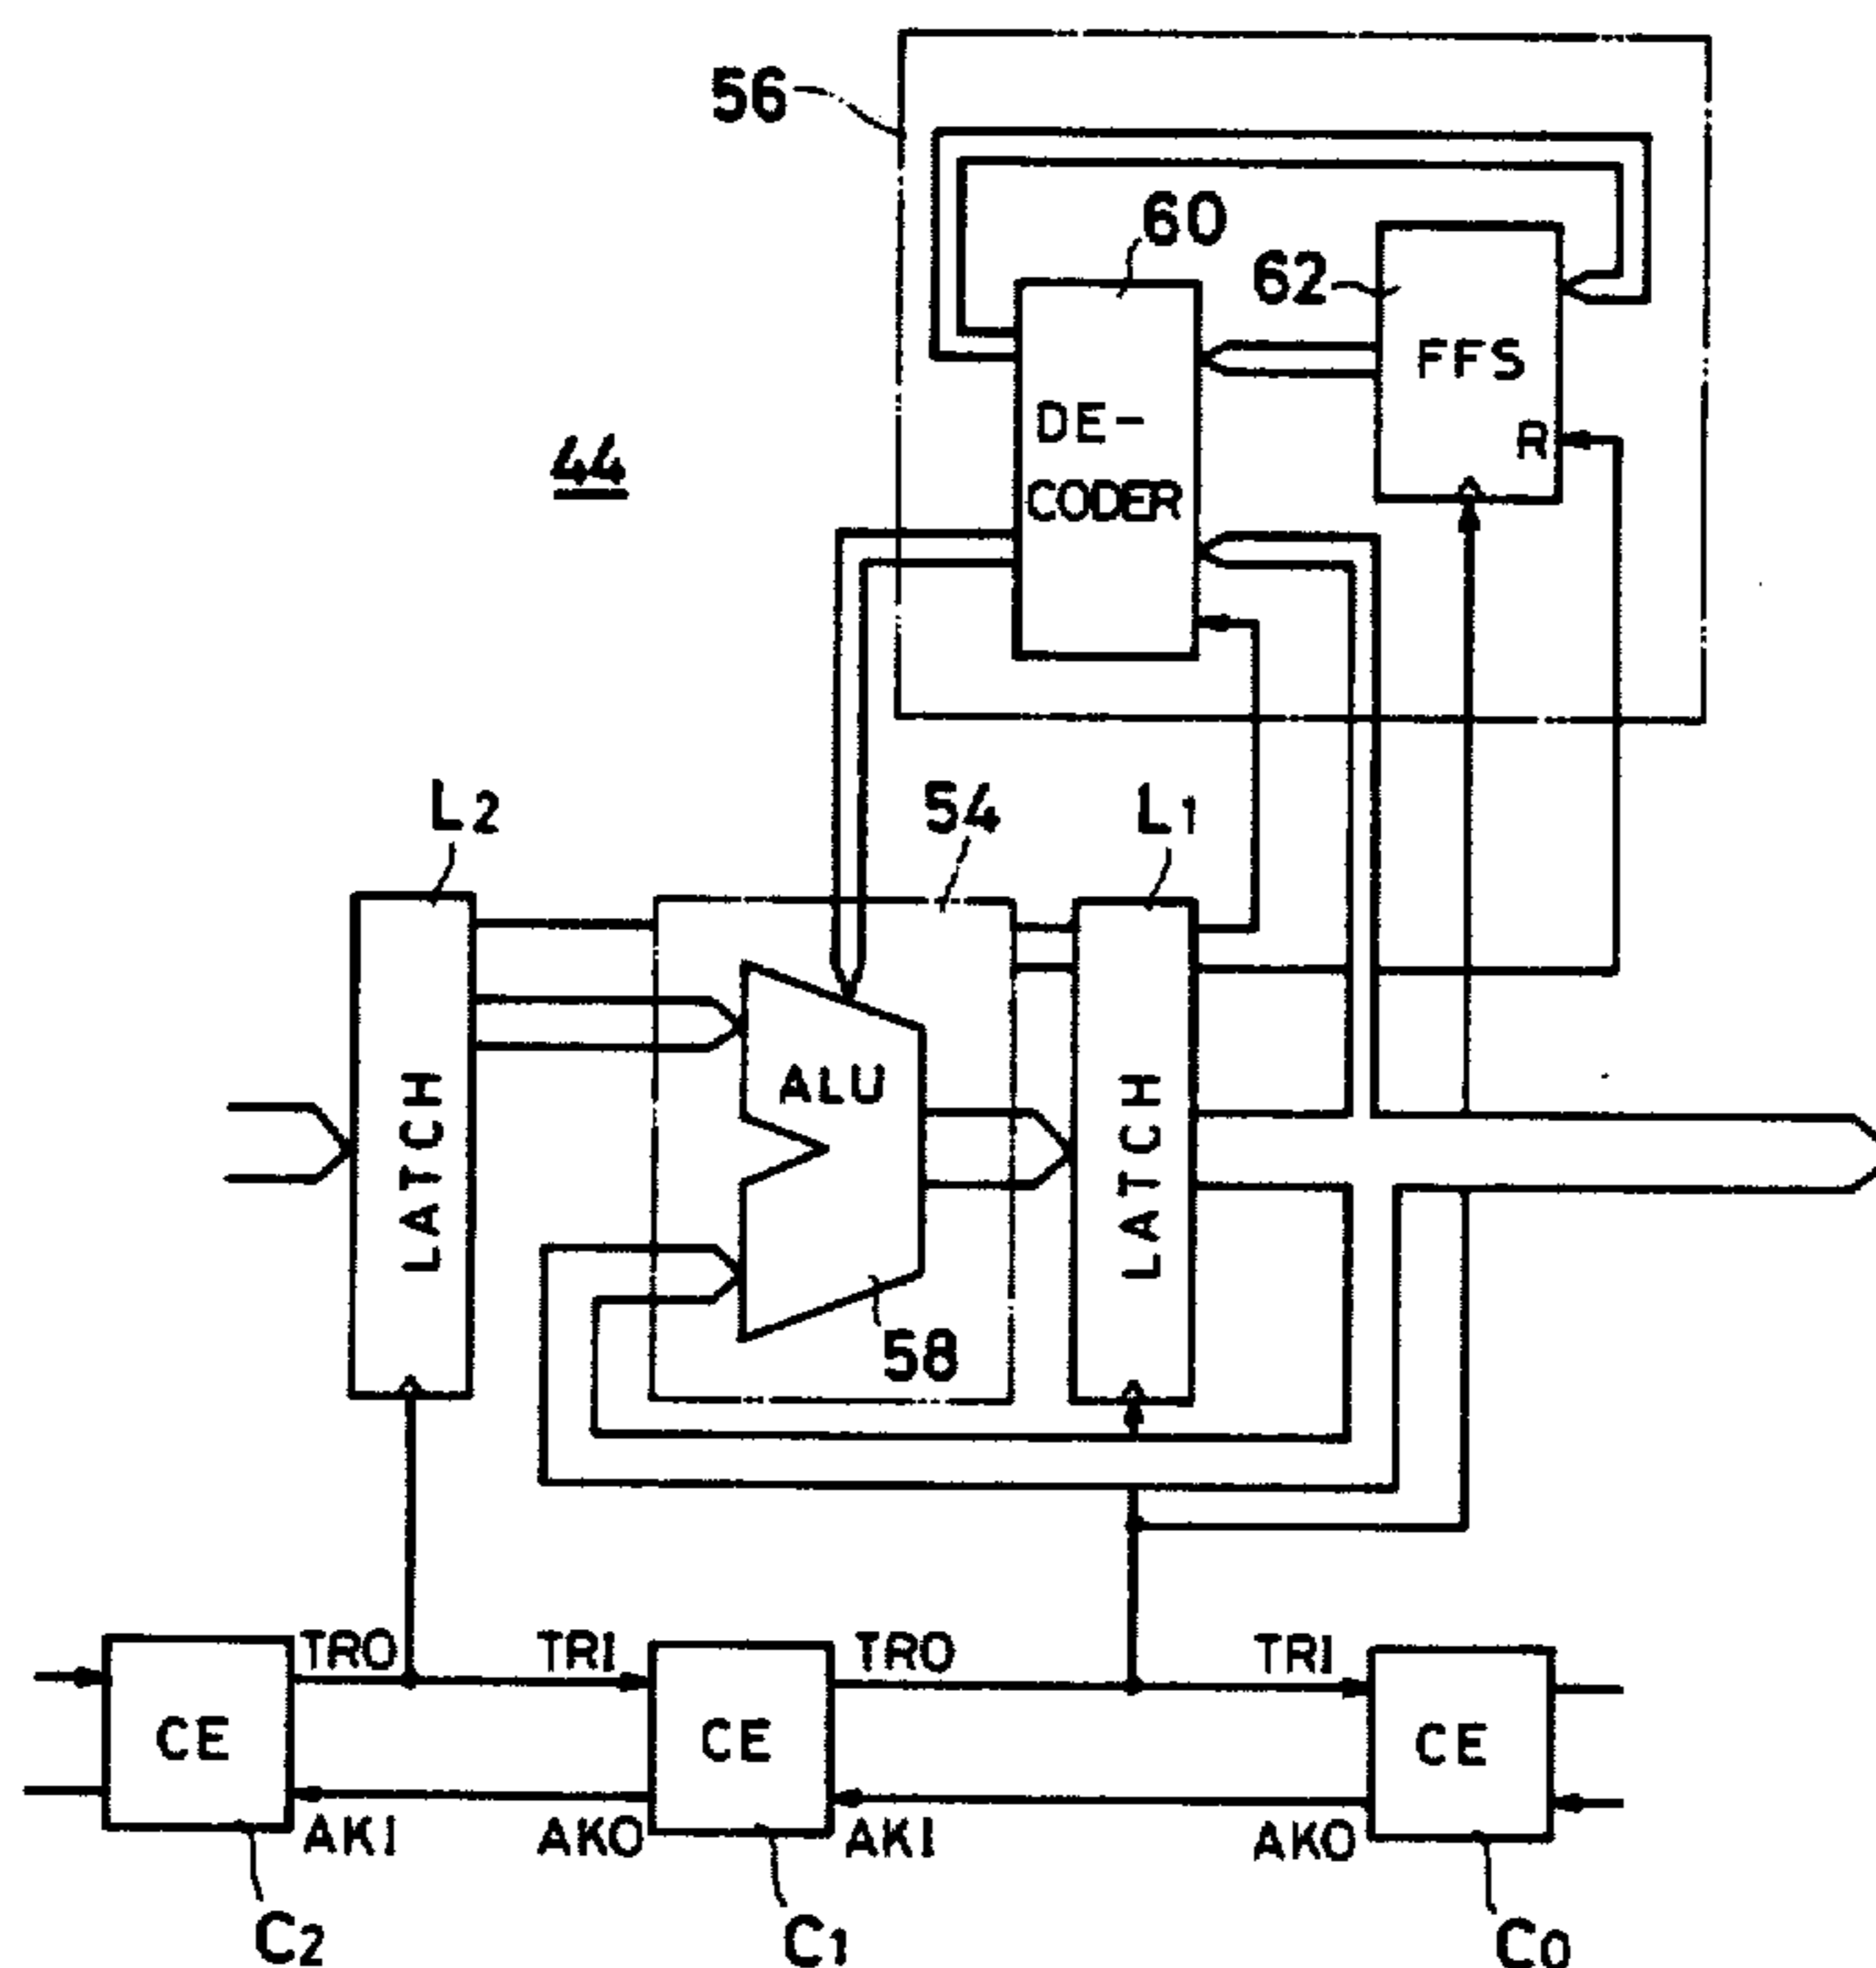 56
60
62
FFS
DE-
CODER
R
44
L2
54
L1
LATCH
ALU
LATCH
58
TRO
TRI
TRO
TRI
CE
CE
CE
AKI
AKO
AKI
AKO
C2
C1
C0